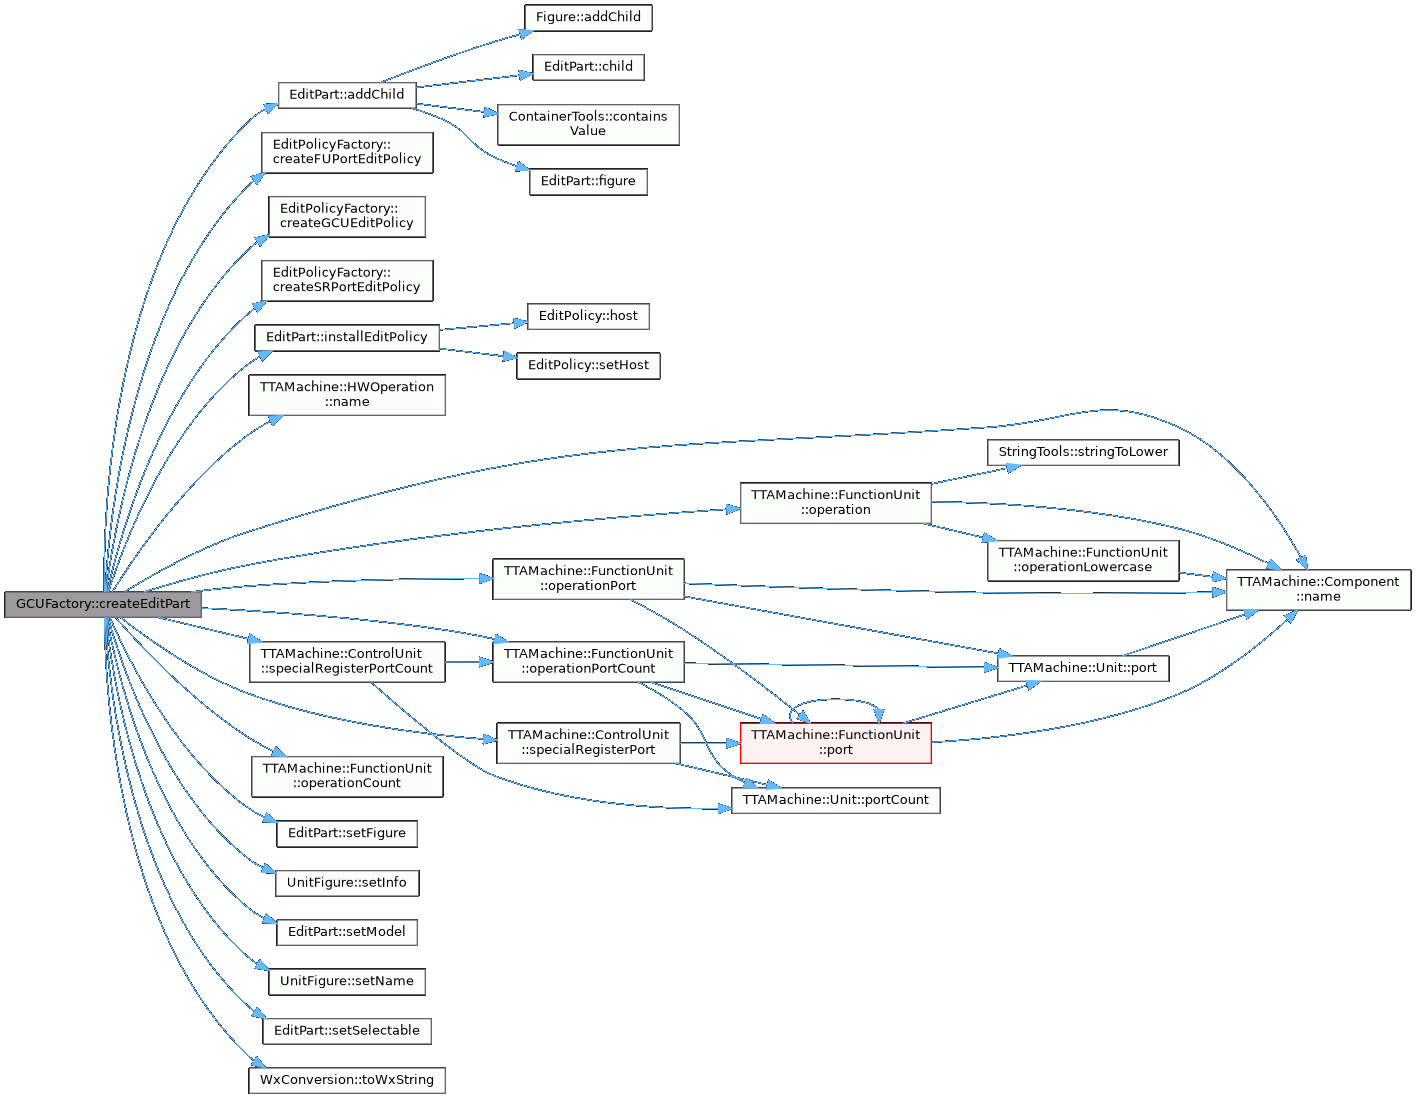 Figure::addChild
EditPart::child
EditPart::addChild
ContainerTools::contains
Value
EditPolicyFactory::
createFUPortEditPolicy
EditPart::figure
EditPolicyFactory::
createGCUEditPolicy
EditPolicyFactory::
createSRPortEditPolicy
EditPolicy::host
EditPart::installEditPolicy
EditPolicy::setHost
TTAMachine::HWOperation
::name
StringTools::stringToLower
TTAMachine::FunctionUnit
::operation
TTAMachine::FunctionUnit
::operationLowercase
TTAMachine::FunctionUnit
::operationPort
TTAMachine::Component
::name
GCUFactory::createEditPart
TTAMachine::ControlUnit
::specialRegisterPortCount
TTAMachine::FunctionUnit
::operationPortCount
TTAMachine::Unit::port
TTAMachine::ControlUnit
::specialRegisterPort
TTAMachine::FunctionUnit
::port
TTAMachine::FunctionUnit
::operationCount
TTAMachine::Unit::portCount
EditPart::setFigure
UnitFigure::setInfo
EditPart::setModel
UnitFigure::setName
EditPart::setSelectable
WxConversion::toWxString